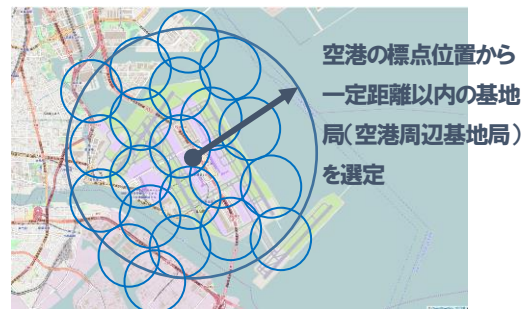 空港の標点位置から
一定距離以内の基地
局(空港周辺基地局)
を選定